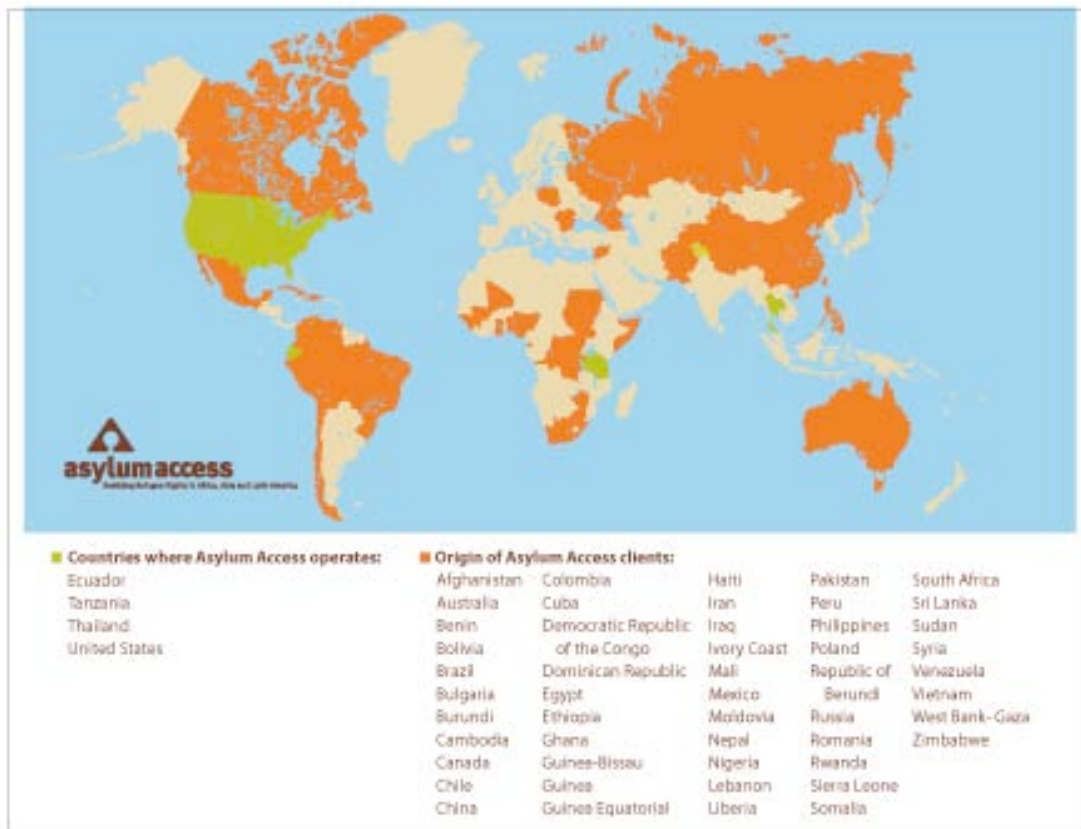 asylumaccess
Countries where Asylum Access operates:
Ecuador
Tanzania
Thailand
United States
Origin of Asylum Access clients:
Afghanistan
Australia
Benin
Bolivia
Brazil
Bulgaria
Burundi
Cambodia
Canada
Chile
China
Colombia
Cuba
Democratic Republic
of the Congo
Dominican Republic
Egypt
Ethiopia
Ghana
Guinea-Bissau
Guinea
Guinea Equatorial
Haiti
Iran
Iraq
Ivory Coast
Mali
Mexico
Moldovia
Nepal
Nigeria
Lebanon
Liberia
Pakistan
Peru
Philippines
Poland
Republic of
Berundi
Russia
Romania
Rwanda
Sierra Leone
Somalia
South Africa
Sri Lanka
Sudan
Syria
Venezuela
Vietnam
West Bank-Gaza
Zimbabwe